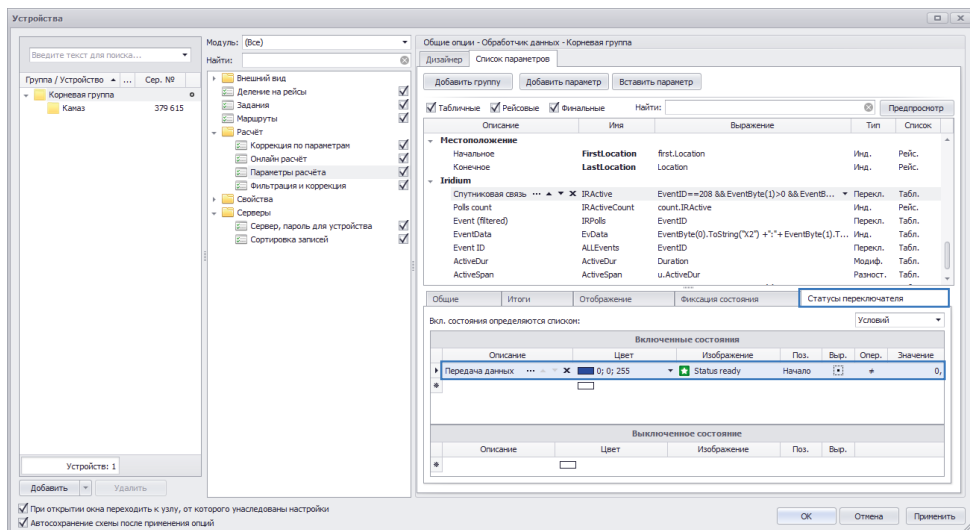 Устройства
Введите текст для поиска...
Группа / Устройство ... Сер. №
Корневая группа
Камаз 379 615
Устройств: 1
Добавить Удалить
При открытии окна переходить к узлу, от которого унаследованы настройки
Автосохранение схемы после применения опций
Модуль: (Все)
Найти:
Внешний вид
Деление на рейсы
Задания
Маршруты
Расчёт
Коррекция по параметрам
Онлайн расчёт
Параметры расчёта
Фильтрация и коррекция
Свойства
Серверы
Сервер, пароль для устройства
Сортировка записей
Общие опции - Обработчик данных - Корневая группа
Дизайнер Список параметров
Добавить группу Добавить параметр Вставить параметр
Табличные Рейсовые Финальные Найти: Предпросмотр
Описание Имя Выражение Тип Список
Местоположение
Начальное FirstLocation first.Location Инд. Рейс.
Конечное LastLocation Location Инд. Рейс.
Iridium
Спутниковая связь ... IRActive EventID==208 && EventByte(1)>0 && EventB... Перекл. Табл.
Polls count IRActiveCount count.IRActive Инд. Рейс.
Event (filtered) IRPolls EventID Перекл. Табл.
EventData EvData EventByte(0).ToString("X2") +":"+ EventByte(1).T... Инд. Табл.
Event ID ALLEvents EventID Перекл. Табл.
ActiveDur ActiveDur Duration Модиф. Табл.
ActiveSpan ActiveSpan u.ActiveDur Разност. Табл.
Общие Итоги Отображение Фиксация состояния Статусы переключателя
Вкл. состояния определяются списком: Условий
Включенные состояния
Описание Цвет Изображение Поз. Выр. Опер. Значение
Передача данных ... 0; 0; 255 Status ready Начало ≠ 0,
Выключенное состояние
Описание Цвет Изображение Поз. Выр.
OK Отмена Применить